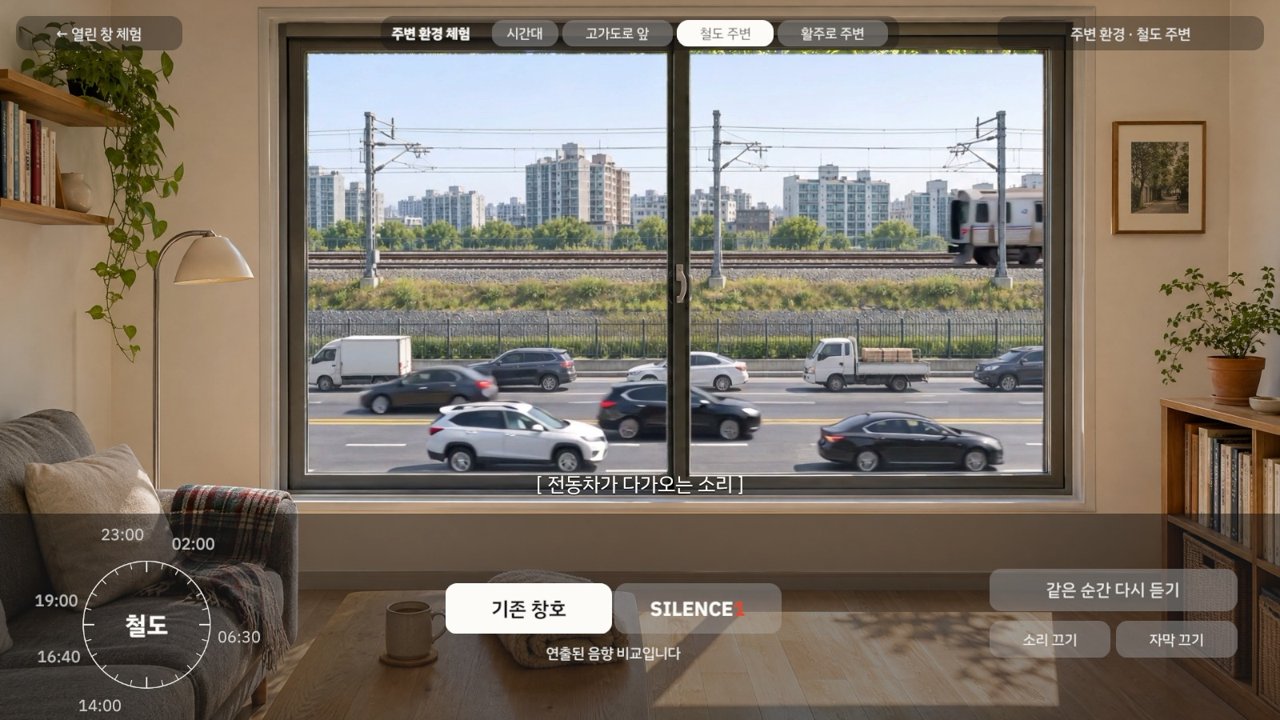 ← 열린 창 체험
주변 환경 체험 시간대 고가도로 앞 철도 주변 활주로 주변
주변 환경 · 철도 주변
[ 전동차가 다가오는 소리 ]
23:00
02:00
19:00
철도
06:30
16:40
14:00
기존 창호 SILENCE1
연출된 음향 비교입니다
같은 순간 다시 듣기
소리 끄기 자막 끄기